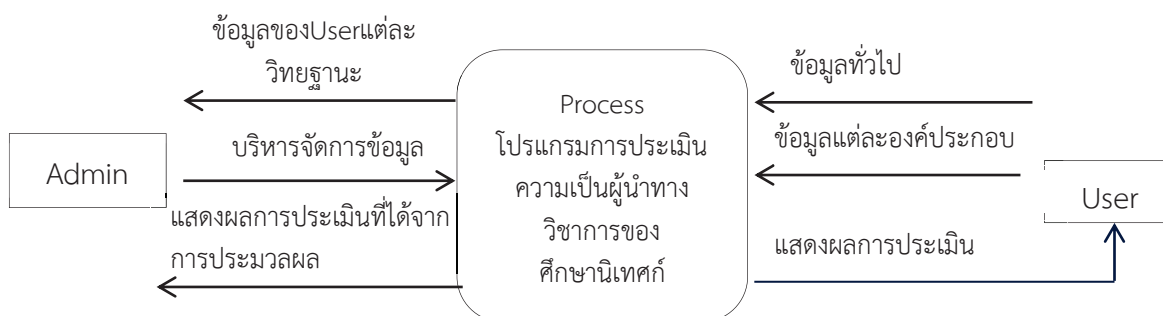 ข้อมูลของUserแต่ละ
วิทยฐานะ
บริหารจัดการข้อมูล
Admin
แสดงผลการประเมินที่ได้จาก
การประมวลผล
Process
โปรแกรมการประเมิน
ความเป็นผู้นำทาง
วิชาการของ
ศึกษานิเทศก์
ข้อมูลทั่วไป
ข้อมูลแต่ละองค์ประกอบ
User
แสดงผลการประเมิน